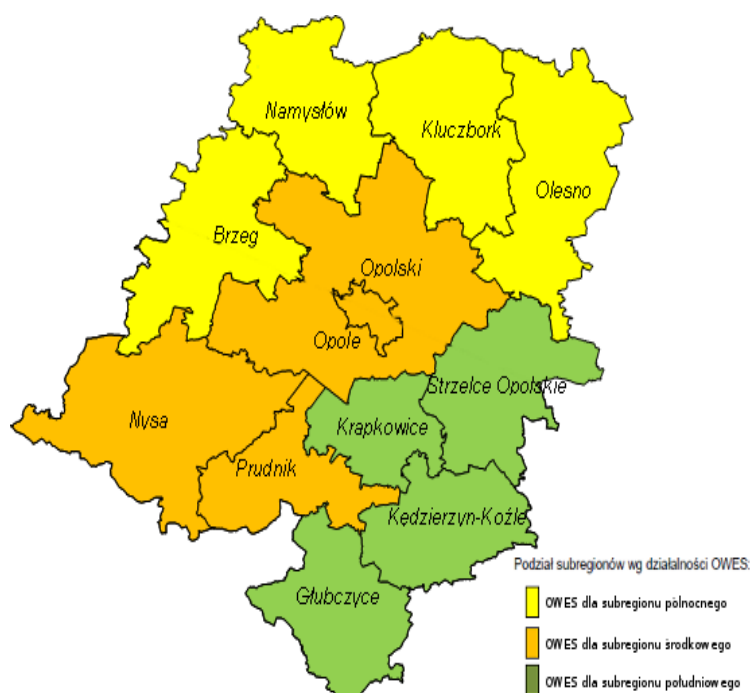 Namysłów
Kluczbork
Olesno
Brzeg
Opolski
Opole
Strzelce Opolskie
Nysa
Krapkowice
Prudnik
Kędzierzyn-Koźle
Głubczyce
Podział subregionów wg działalności OWES:
OWES dla subregionu północnego
OWES dla subregionu środkowego
OWES dla subregionu południowego